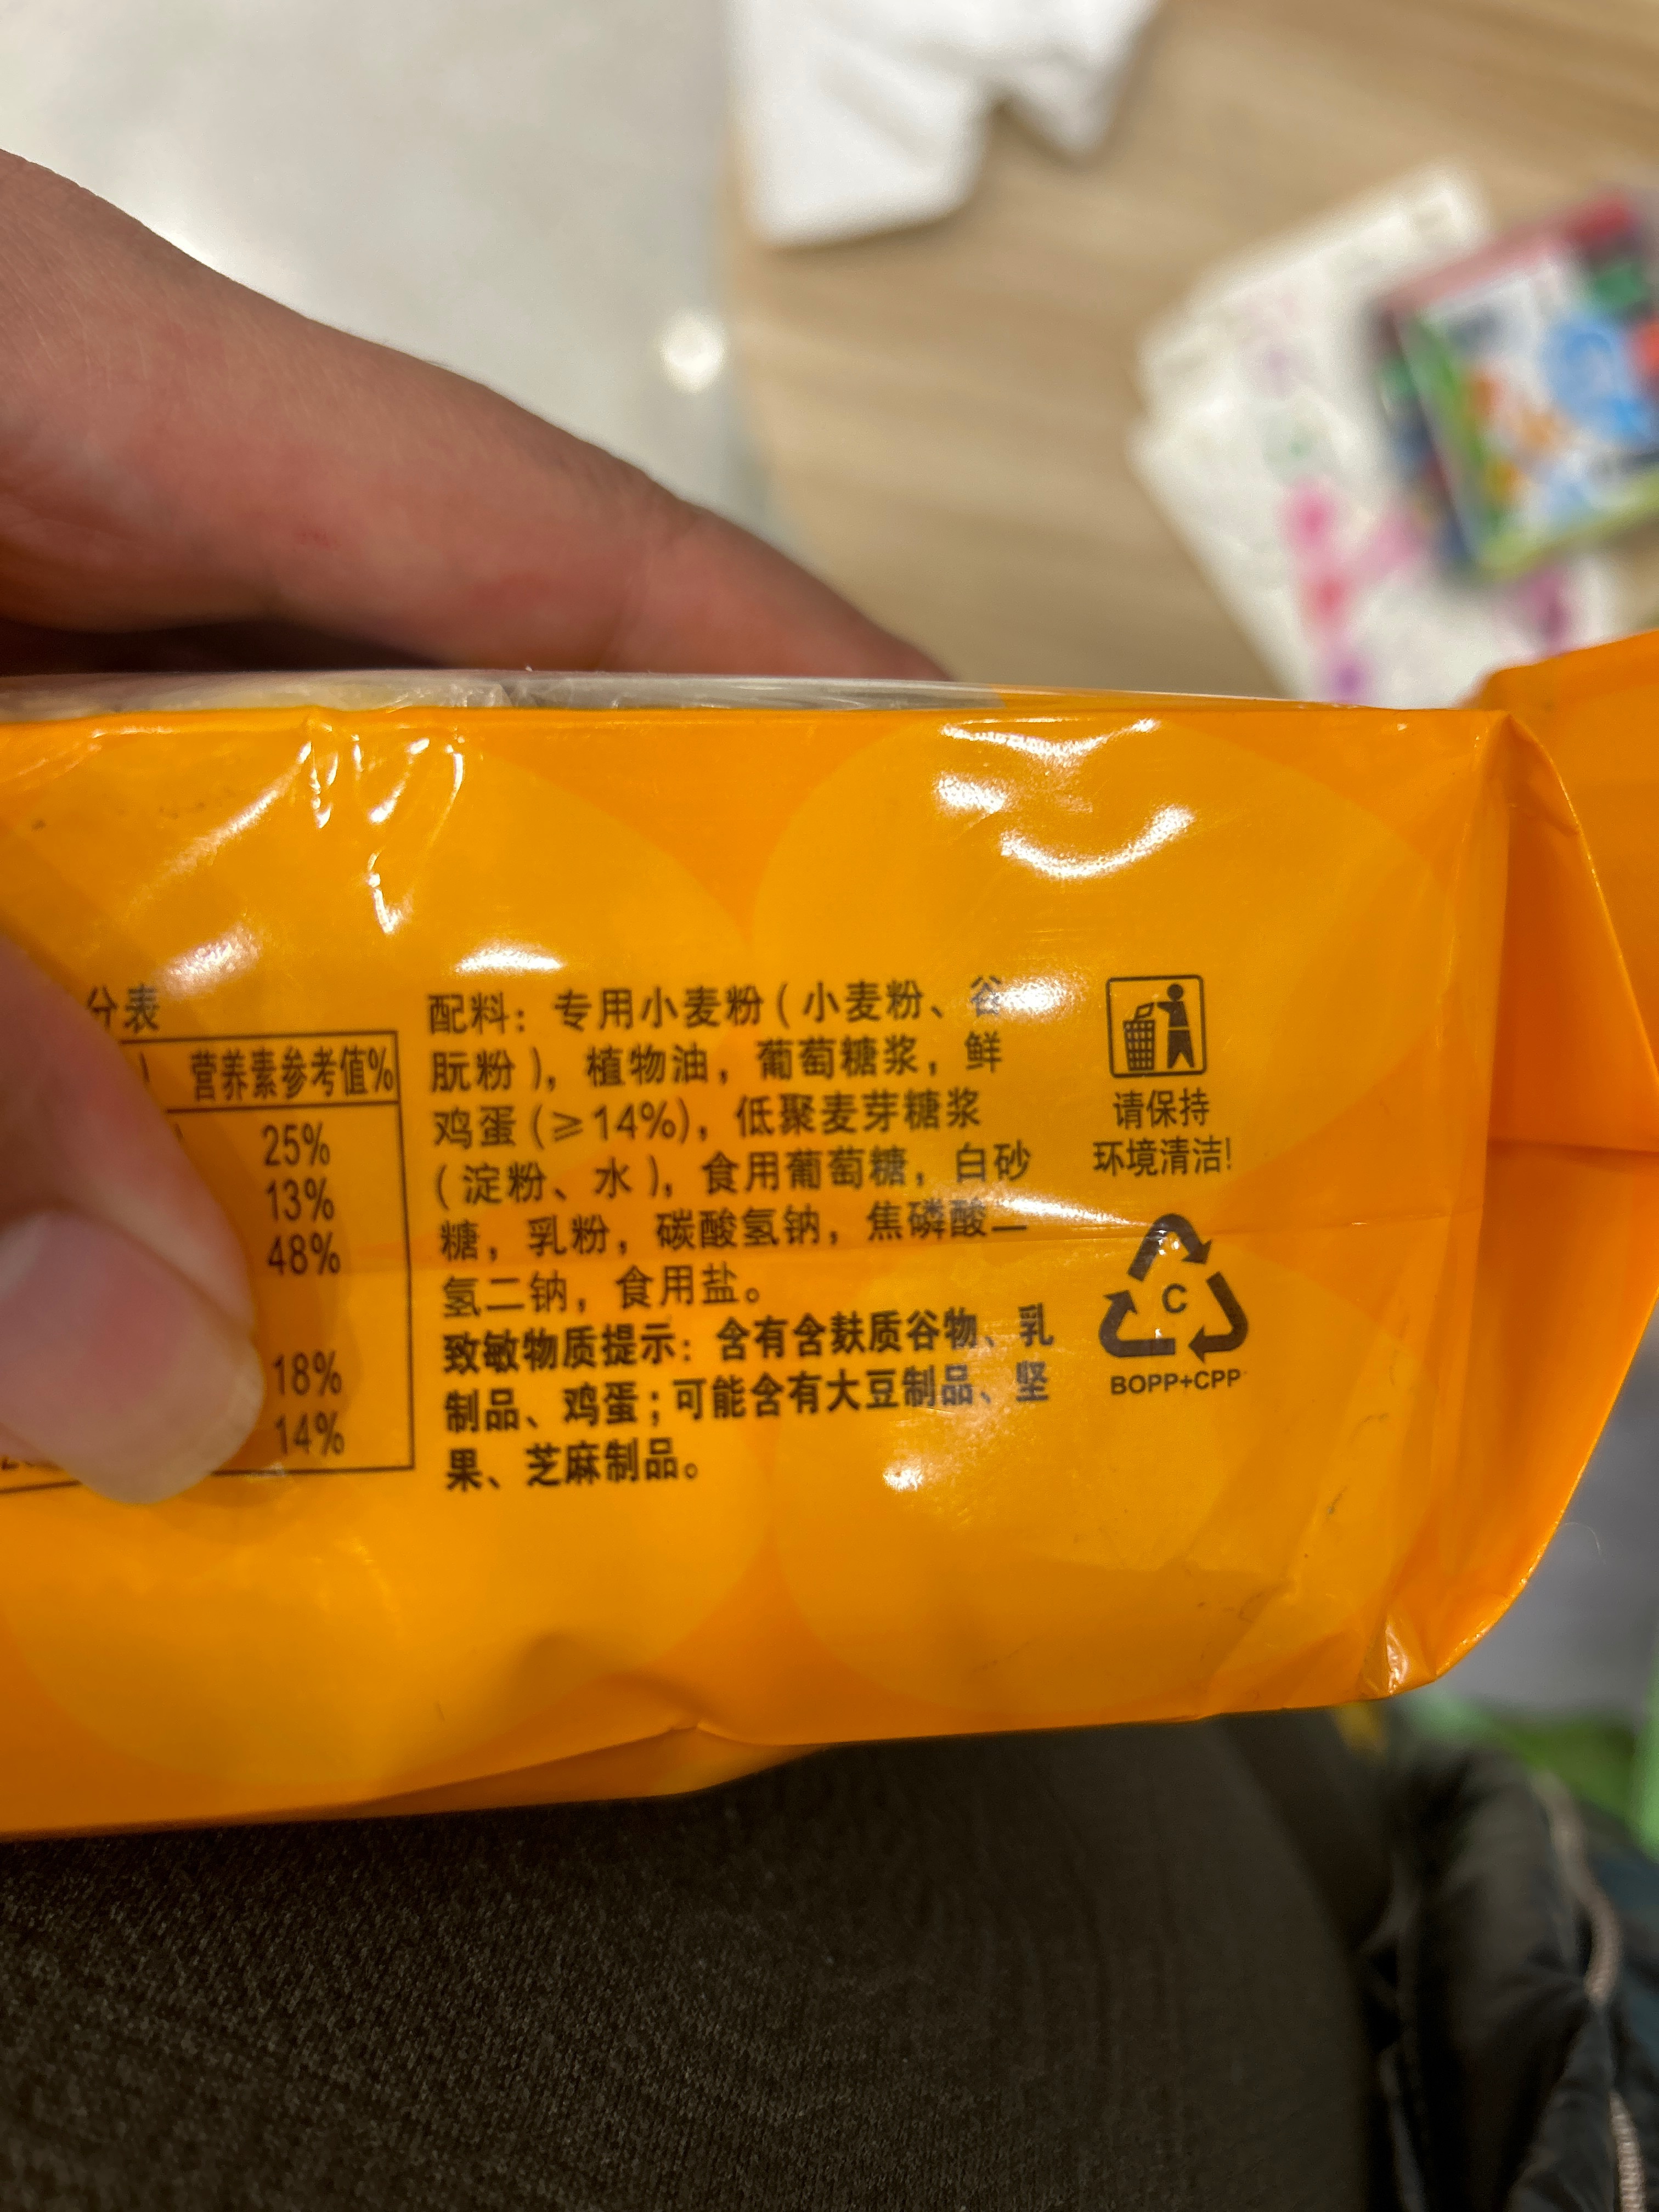 分表
营养素参考值%
25%
13%
48%
18%
14%
配料：专用小麦粉（小麦粉、谷
朊粉），植物油，葡萄糖浆，鲜
鸡蛋（≥14%），低聚麦芽糖浆
（淀粉、水），食用葡萄糖，白砂
糖，乳粉，碳酸氢钠，焦磷酸二
氢二钠，食用盐。
致敏物质提示：含有含麸质谷物、乳
制品、鸡蛋；可能含有大豆制品、坚
果、芝麻制品。
请保持
环境清洁!
C
BOPP+CPP